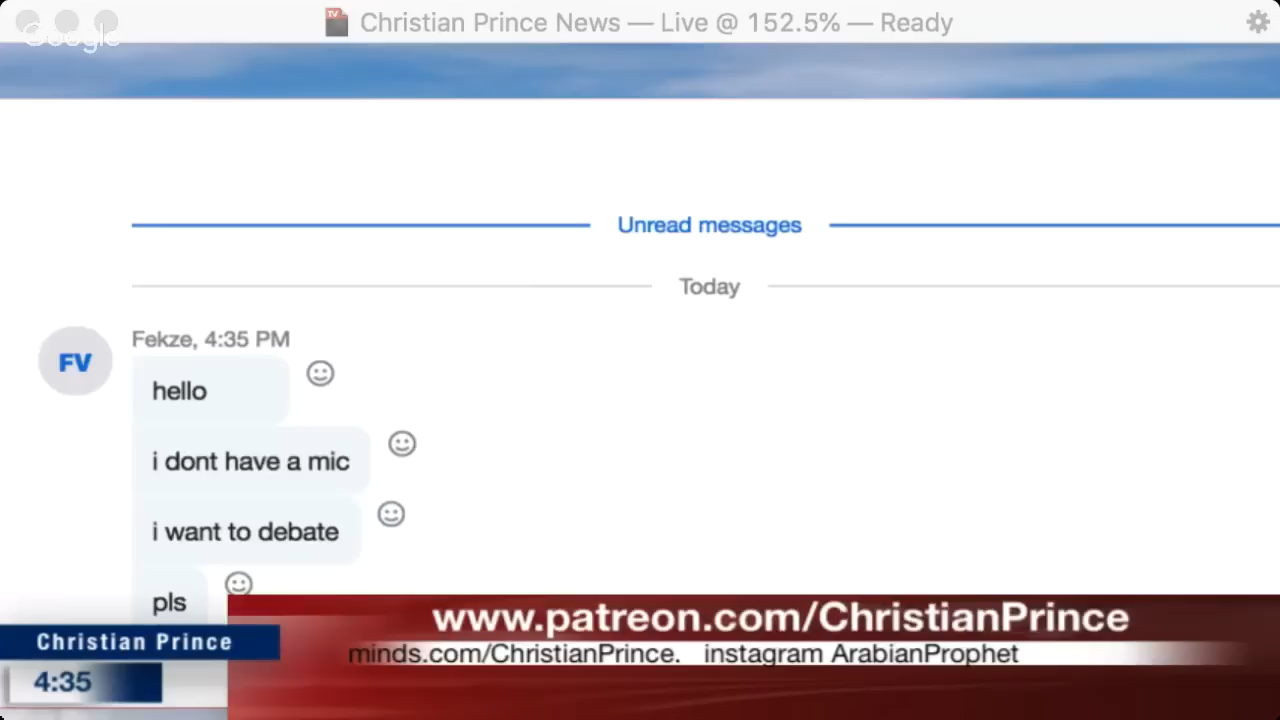 Christian Prince News — Live @ 152.5% — Ready
Google
Unread messages
Today
Fekze, 4:35 PM
FV
hello
i dont have a mic
i want to debate
pls
www.patreon.com/ChristianPrince
Christian Prince
minds.com/ChristianPrince. instagram ArabianProphet
4:35